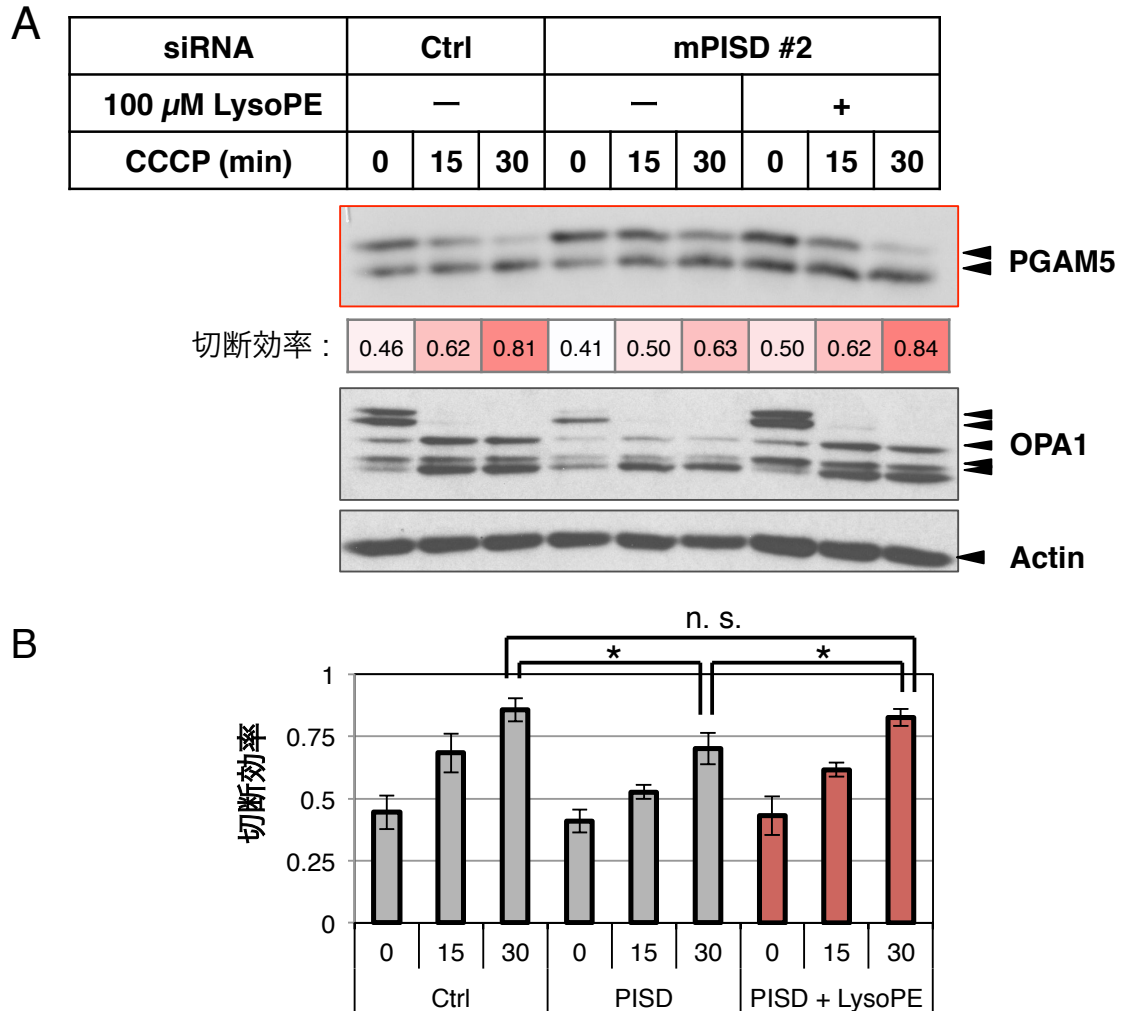 A
siRNA Ctrl mPISD #2
100 µM LysoPE — — +
CCCP (min) 0 15 30 0 15 30 0 15 30
PGAM5
切断効率 : 0.46 0.62 0.81 0.41 0.50 0.63 0.50 0.62 0.84
OPA1
Actin
B
n. s.
* *
1
0.75
0.5
0.25
0
切断効率
0 15 30 0 15 30 0 15 30
Ctrl PISD PISD + LysoPE